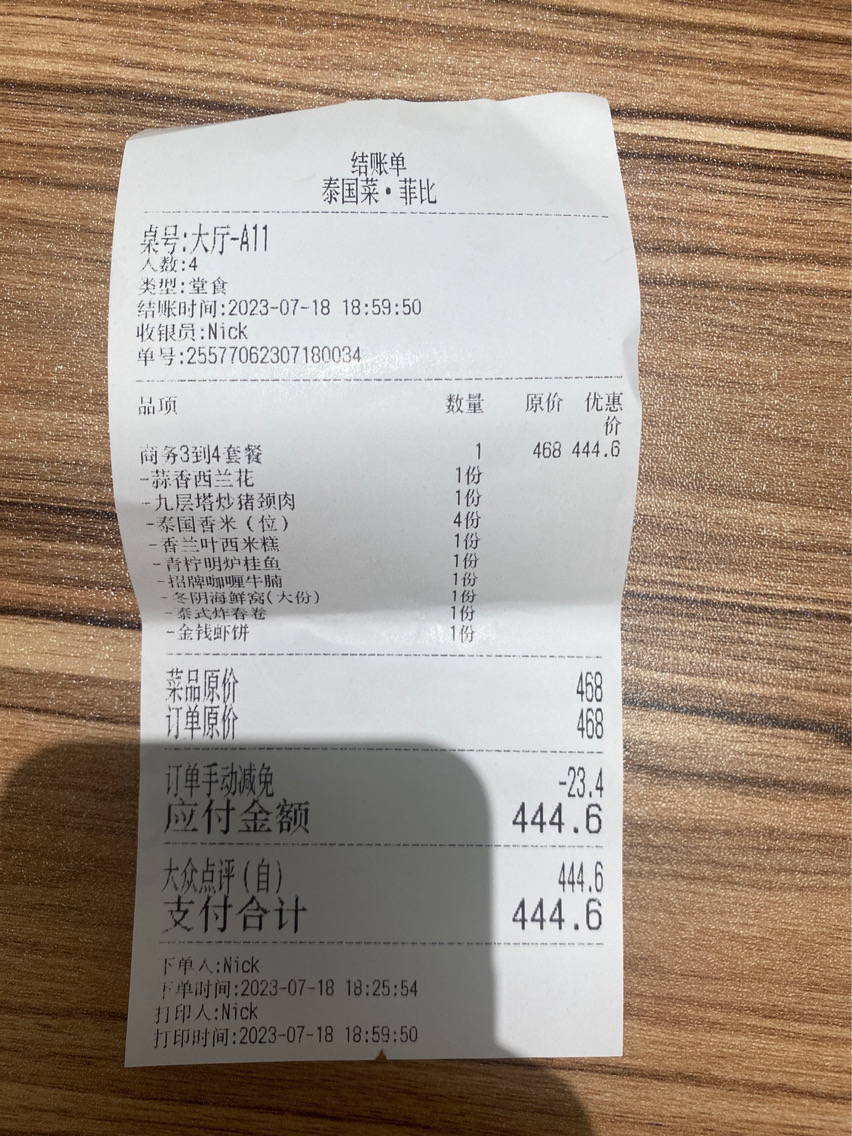 结账单
泰国菜•菲比
桌号:大厅-A11
人数:4
类型:堂食
结账时间:2023-07-18 18:59:50
收银员:Nick
单号:25577062307180034
品项 数量 原价 优惠价
商务3到4套餐 1 468 444.6
-蒜香西兰花 1份
-九层塔炒猪颈肉 1份
-泰国香米(位) 4份
-香兰叶西米糕 1份
-青柠明炉桂鱼 1份
-招牌咖喱牛腩 1份
-冬阴海鲜窝(大份) 1份
-泰式炸春卷 1份
-金钱虾饼 1份
菜品原价 468
订单原价 468
订单手动减免 -23.4
应付金额 444.6
大众点评(自) 444.6
支付合计 444.6
下单人:Nick
下单时间:2023-07-18 18:25:54
打印人:Nick
打印时间:2023-07-18 18:59:50